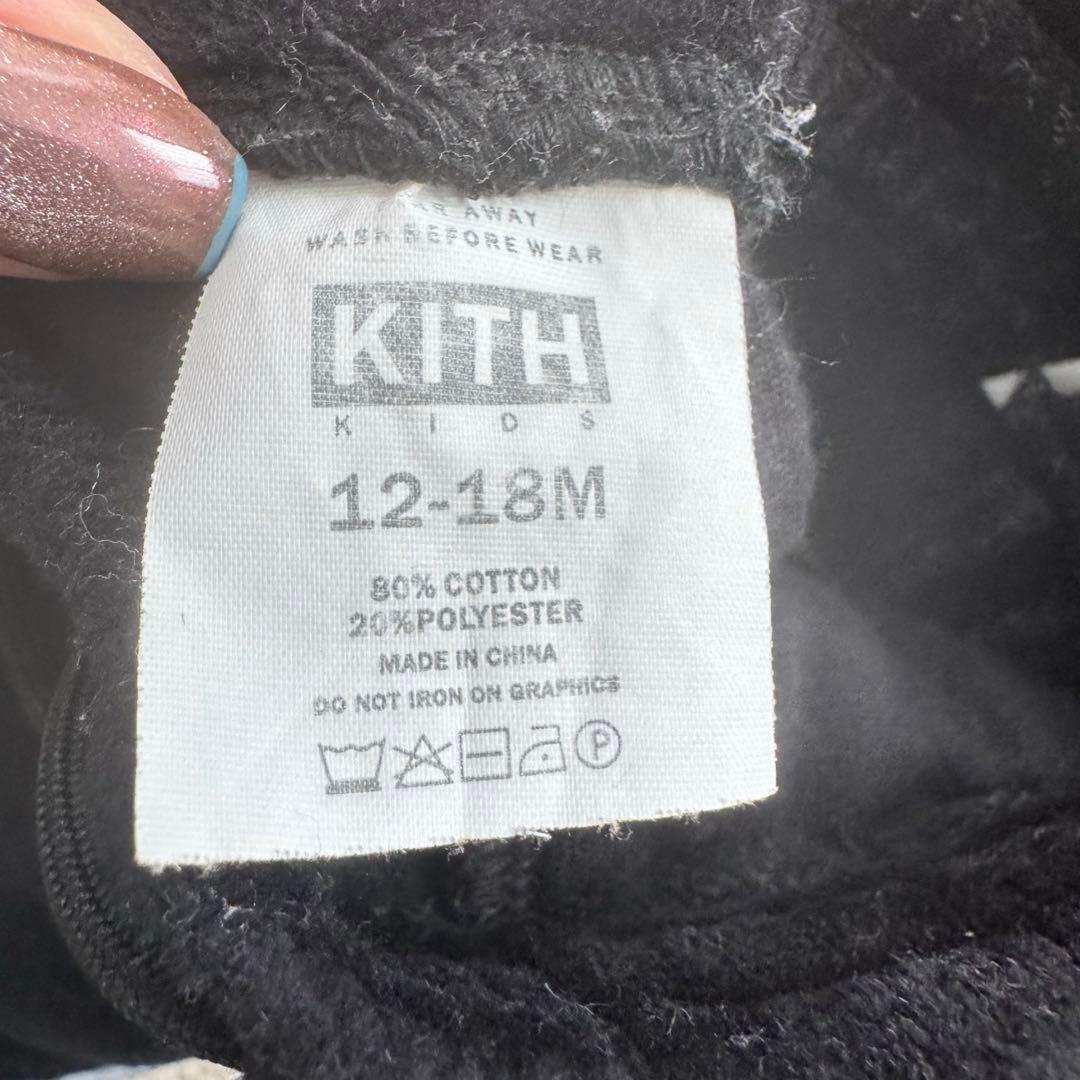 AWAY
WASH BEFORE WEAR
KITH
KIDS
12-18M
80% COTTON
20%POLYESTER
MADE IN CHINA
DO NOT IRON ON GRAPHICS
P